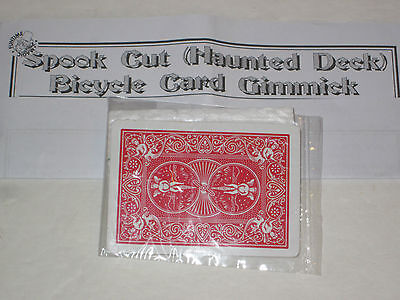 Spook Cut (Haunted Deck)
Bicycle Card Gimmick